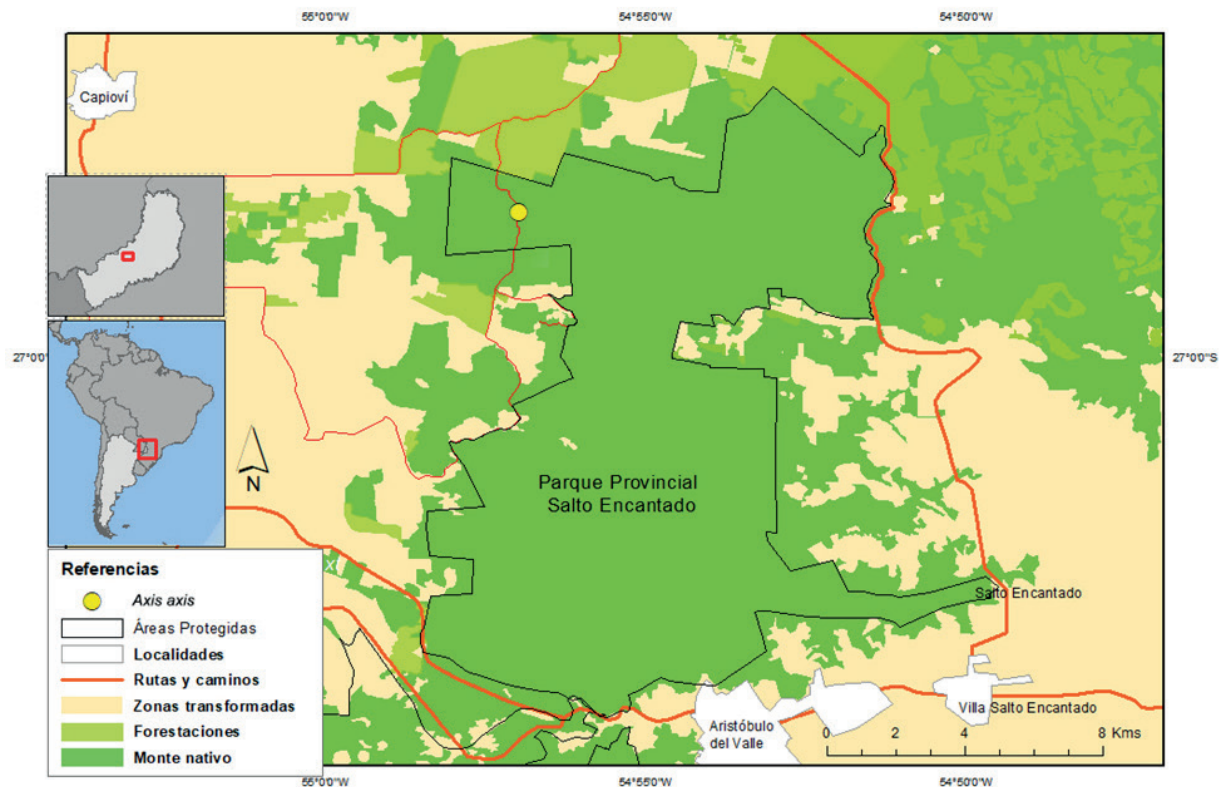 55°0'0"W
54°55'0"W
54°50'0"W
Capioví
27°0'0"S
27°0'0"S
N
Parque Provincial
Salto Encantado
Salto Encantado
Aristóbulo
del Valle
Villa Salto Encantado
0 2 4 8 Kms
Referencias
Axis axis
Áreas Protegidas
Localidades
Rutas y caminos
Zonas transformadas
Forestaciones
Monte nativo
55°0'0"W
54°55'0"W
54°50'0"W